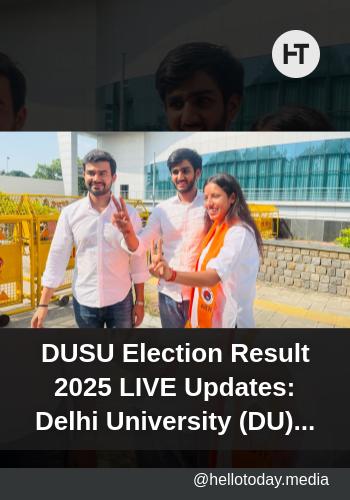 HT
DUSU Election Result
2025 LIVE Updates:
Delhi University (DU)...
@hellotoday.media